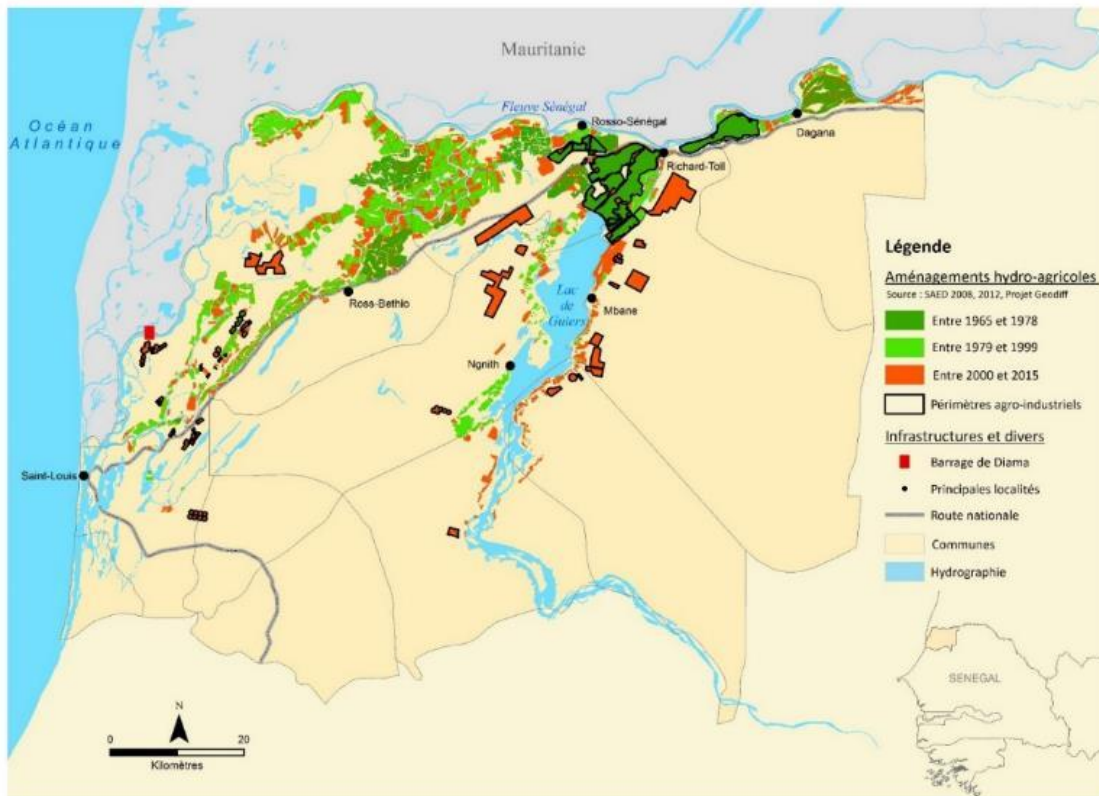 Mauritanie
Océan
Atlantique
Fleuve Sénégal
Rosso-Sénégal
Dagana
Richard-Toll
Ross-Bethio
Lac
de
Guiers
Mbane
Ngnith
Saint-Louis
N
0 20
Kilomètres
Légende
Aménagements hydro-agricoles
Source : SAED 2008, 2012, Projet Geodiff
Entre 1965 et 1978
Entre 1979 et 1999
Entre 2000 et 2015
Périmètres agro-industriels
Infrastructures et divers
Barrage de Diama
Principales localités
Route nationale
Communes
Hydrographie
SENEGAL